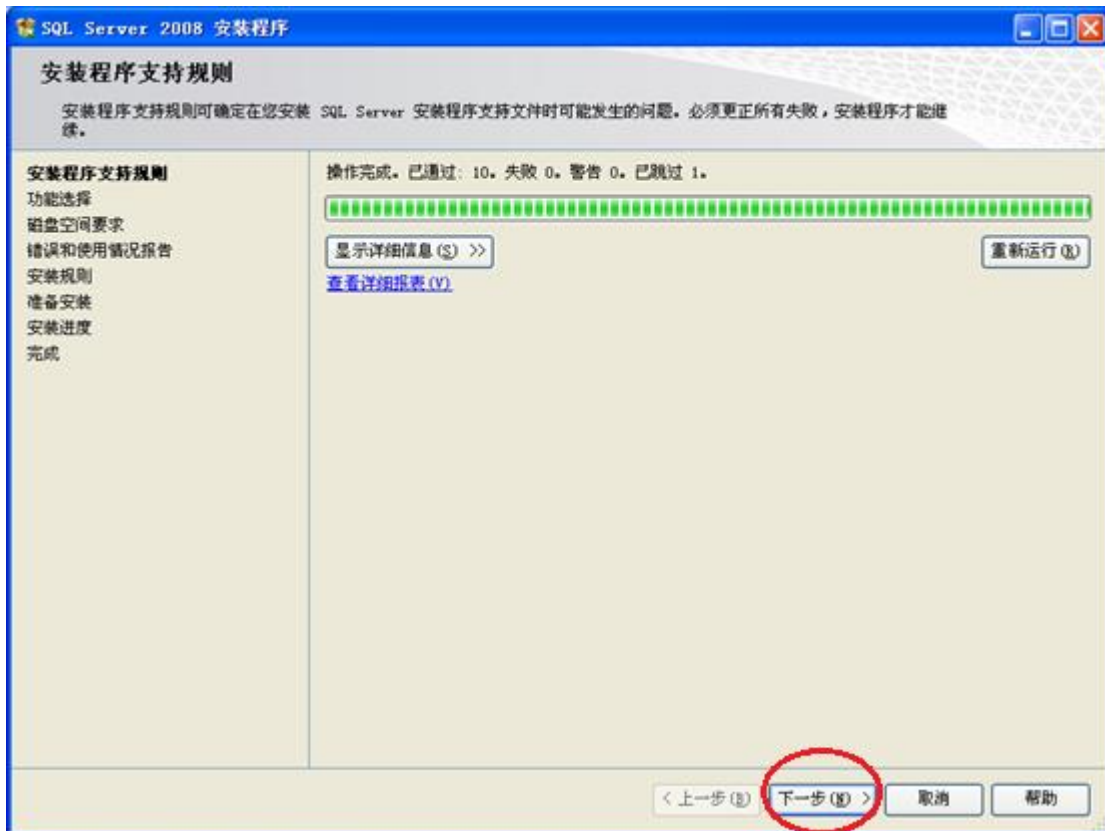 SQL Server 2008 安装程序
安装程序支持规则
安装程序支持规则可确定在您安装 SQL Server 安装程序支持文件时可能发生的问题。必须更正所有失败，安装程序才能继
续。
安装程序支持规则
功能选择
磁盘空间要求
错误和使用情况报告
安装规则
准备安装
安装进度
完成
操作完成。已通过: 10。失败 0。警告 0。已跳过 1。
显示详细信息(S) >>
重新运行(R)
查看详细报表(V)
< 上一步(B)
下一步(N) >
取消
帮助